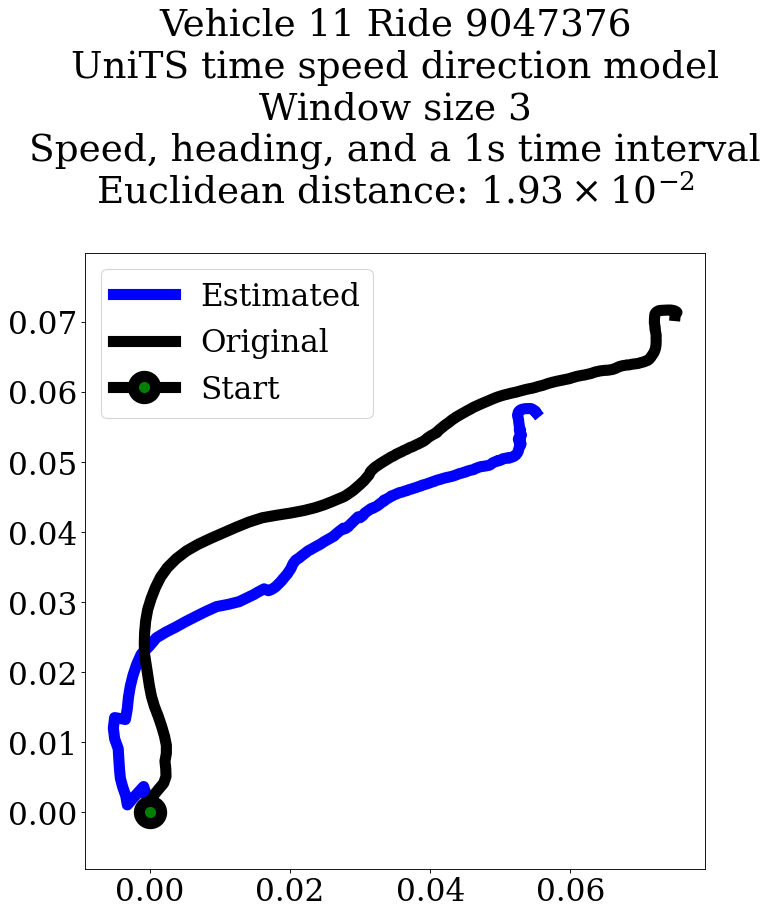 Vehicle 11 Ride 9047376
UniTS time speed direction model
Window size 3
Speed, heading, and a 1s time interval
Euclidean distance: 1.93 × 10⁻²
Estimated
Original
Start
0.07
0.06
0.05
0.04
0.03
0.02
0.01
0.00
0.00 0.02 0.04 0.06